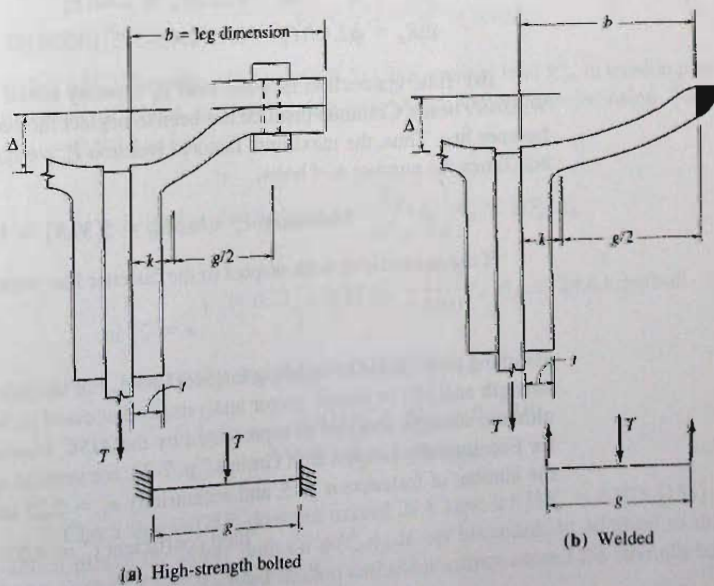 b = leg dimension
b
Δ
Δ
k
g/2
k
g/2
t
T
T
T
T
g
g
(a) High-strength bolted
(b) Welded